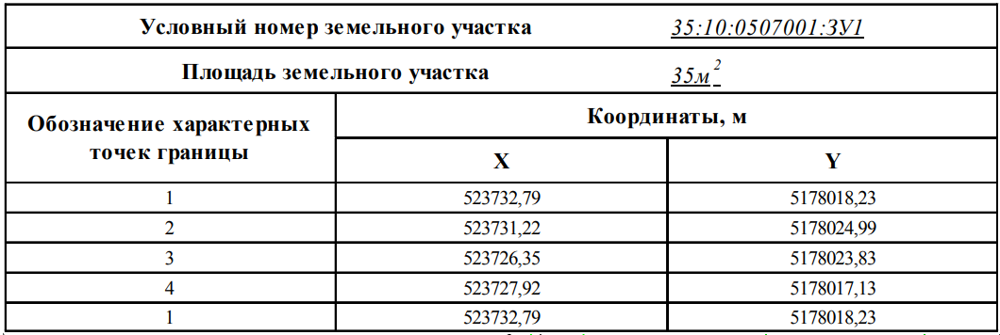 Условный номер земельного участка 35:10:0507001:ЗУ1
Площадь земельного участка 35м2
Обозначение характерных точек границы
Координаты, м
X Y
1 523732,79 5178018,23
2 523731,22 5178024,99
3 523726,35 5178023,83
4 523727,92 5178017,13
1 523732,79 5178018,23